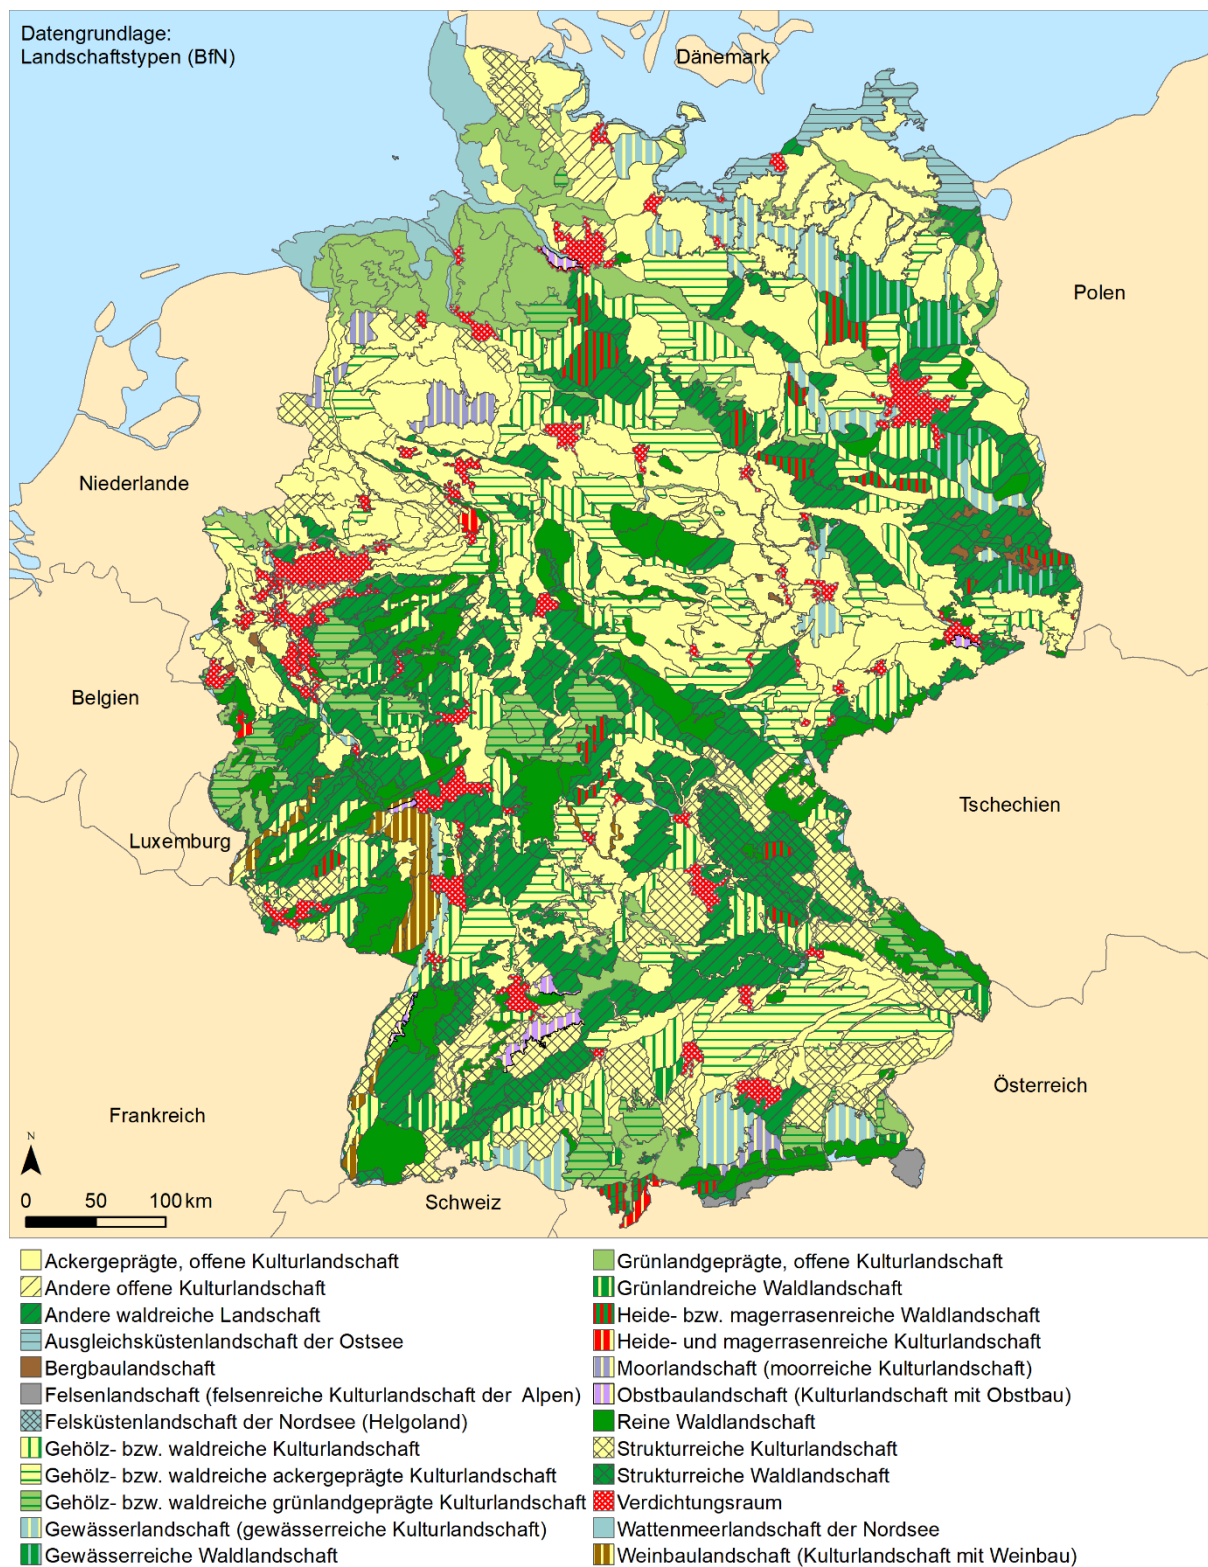 Datengrundlage:
Landschaftstypen (BfN)
Dänemark
Polen
Niederlande
Belgien
Luxemburg
Tschechien
Frankreich
Österreich
Schweiz
N
0 50 100 km
Ackergeprägte, offene Kulturlandschaft
Andere offene Kulturlandschaft
Andere waldreiche Landschaft
Ausgleichsküstenlandschaft der Ostsee
Bergbaulandschaft
Felsenlandschaft (felsenreiche Kulturlandschaft der Alpen)
Felsküstenlandschaft der Nordsee (Helgoland)
Gehölz- bzw. waldreiche Kulturlandschaft
Gehölz- bzw. waldreiche ackergeprägte Kulturlandschaft
Gehölz- bzw. waldreiche grünlandgeprägte Kulturlandschaft
Gewässerlandschaft (gewässerreiche Kulturlandschaft)
Gewässerreiche Waldlandschaft
Grünlandgeprägte, offene Kulturlandschaft
Grünlandreiche Waldlandschaft
Heide- bzw. magerrasenreiche Waldlandschaft
Heide- und magerrasenreiche Kulturlandschaft
Moorlandschaft (moorreiche Kulturlandschaft)
Obstbaulandschaft (Kulturlandschaft mit Obstbau)
Reine Waldlandschaft
Strukturreiche Kulturlandschaft
Strukturreiche Waldlandschaft
Verdichtungsraum
Wattenmeerlandschaft der Nordsee
Weinbaulandschaft (Kulturlandschaft mit Weinbau)